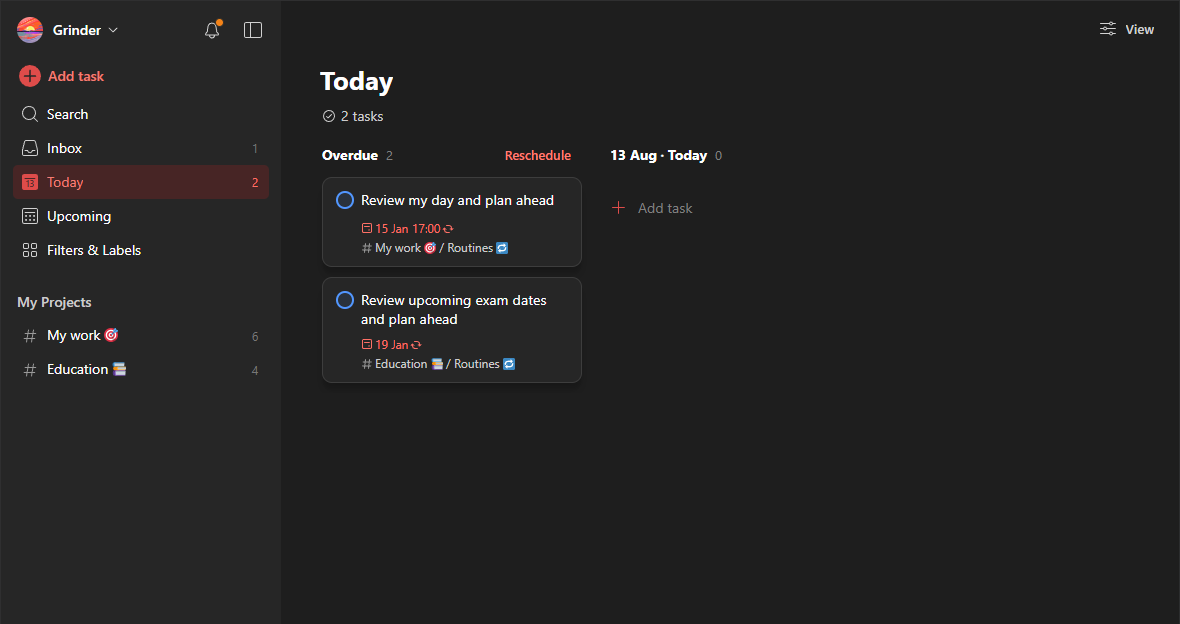 Grinder
Add task
Search
Inbox 1
13 Today 2
Upcoming
Filters & Labels
My Projects
# My work 🎯 6
# Education 📚 4
View
Today
2 tasks
Overdue 2 Reschedule
Review my day and plan ahead
15 Jan 17:00
# My work 🎯 / Routines 🔁
Review upcoming exam dates
and plan ahead
19 Jan
# Education 📚 / Routines 🔁
13 Aug · Today 0
Add task